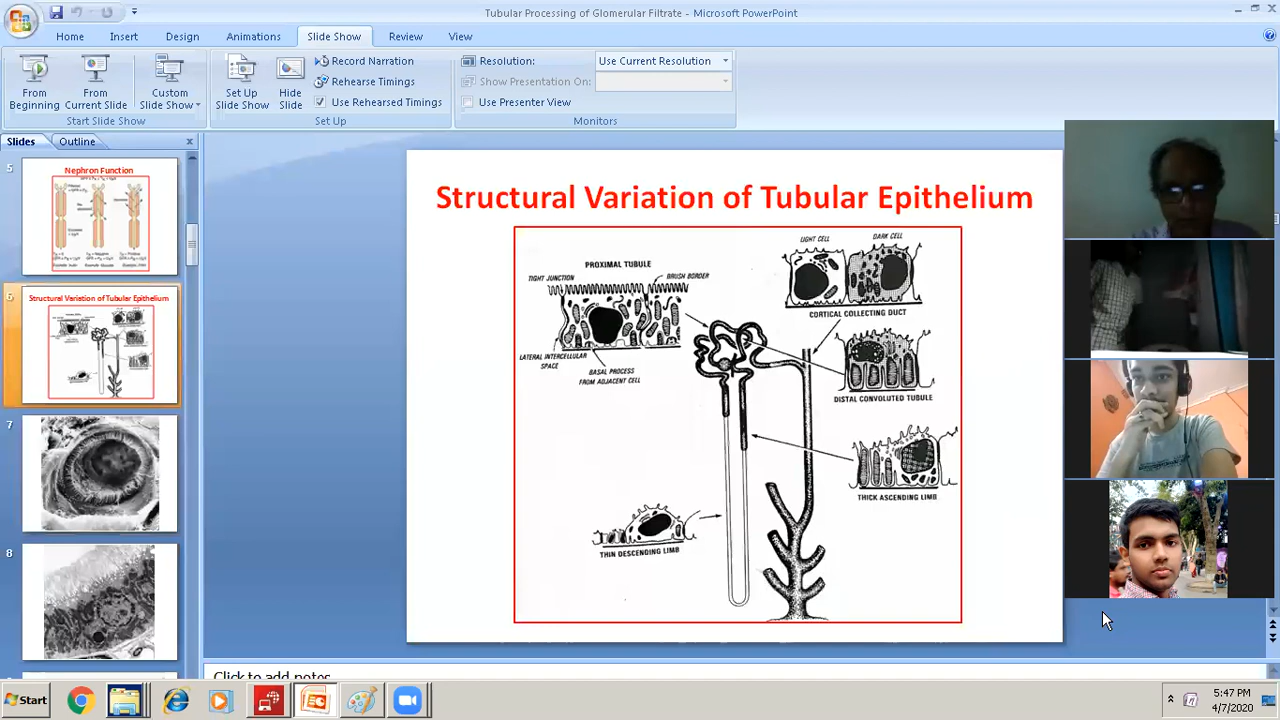 Tubular Processing of Glomerular Filtrate - Microsoft PowerPoint
Home Insert Design Animations Slide Show Review View
From Beginning
From Current Slide
Custom Slide Show
Start Slide Show
Set Up Slide Show
Hide Slide
Record Narration
Rehearse Timings
Use Rehearsed Timings
Set Up
Resolution: Use Current Resolution
Show Presentation On:
Use Presenter View
Monitors
Slides Outline
5
Nephron Function
6
Structural Variation of Tubular Epithelium
7
8
Structural Variation of Tubular Epithelium
LIGHT CELL
DARK CELL
PROXIMAL TUBULE
TIGHT JUNCTION
BRUSH BORDER
CORTICAL COLLECTING DUCT
LATERAL INTERCELLULAR
SPACE
BASAL PROCESS
FROM ADJACENT CELL
DISTAL CONVOLUTED TUBULE
THICK ASCENDING LIMB
THIN DESCENDING LIMB
Click to add notes
Start
5:47 PM
4/7/2020